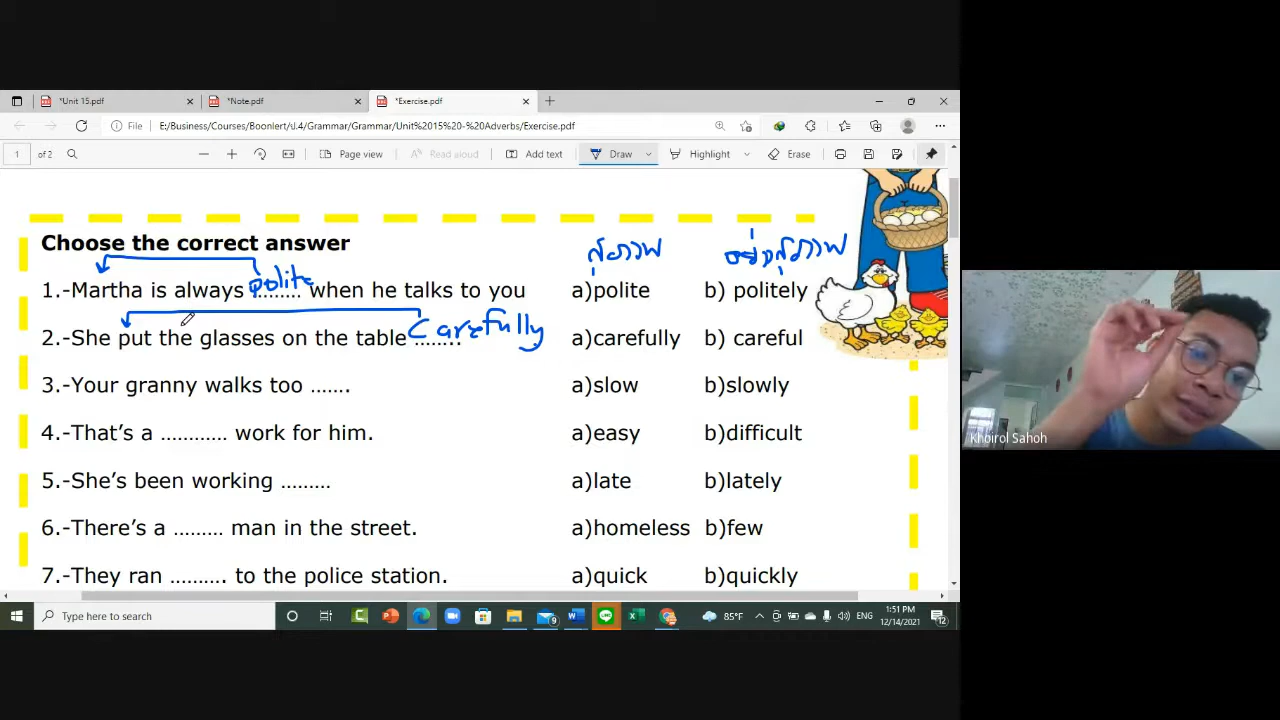 *Unit 15.pdf
*Note.pdf
*Exercise.pdf
File E:/Business/Courses/Boonlert/ป.4/Grammar/Grammar/Unit%2015%20-%20Adverbs/Exercise.pdf
1 of 2 Page view Read aloud Add text Draw Highlight Erase
Choose the correct answer
สุภาพ อย่างสุภาพ
polite
1.-Martha is always ......... when he talks to you a)polite b) politely
carefully
2.-She put the glasses on the table ........ a)carefully b) careful
3.-Your granny walks too ....... a)slow b)slowly
4.-That's a ............ work for him. a)easy b)difficult
5.-She's been working ......... a)late b)lately
6.-There's a ......... man in the street. a)homeless b)few
7.-They ran .......... to the police station. a)quick b)quickly
Khoirol Sahoh
Type here to search
9
85°F
ENG
1:51 PM
12/14/2021
12